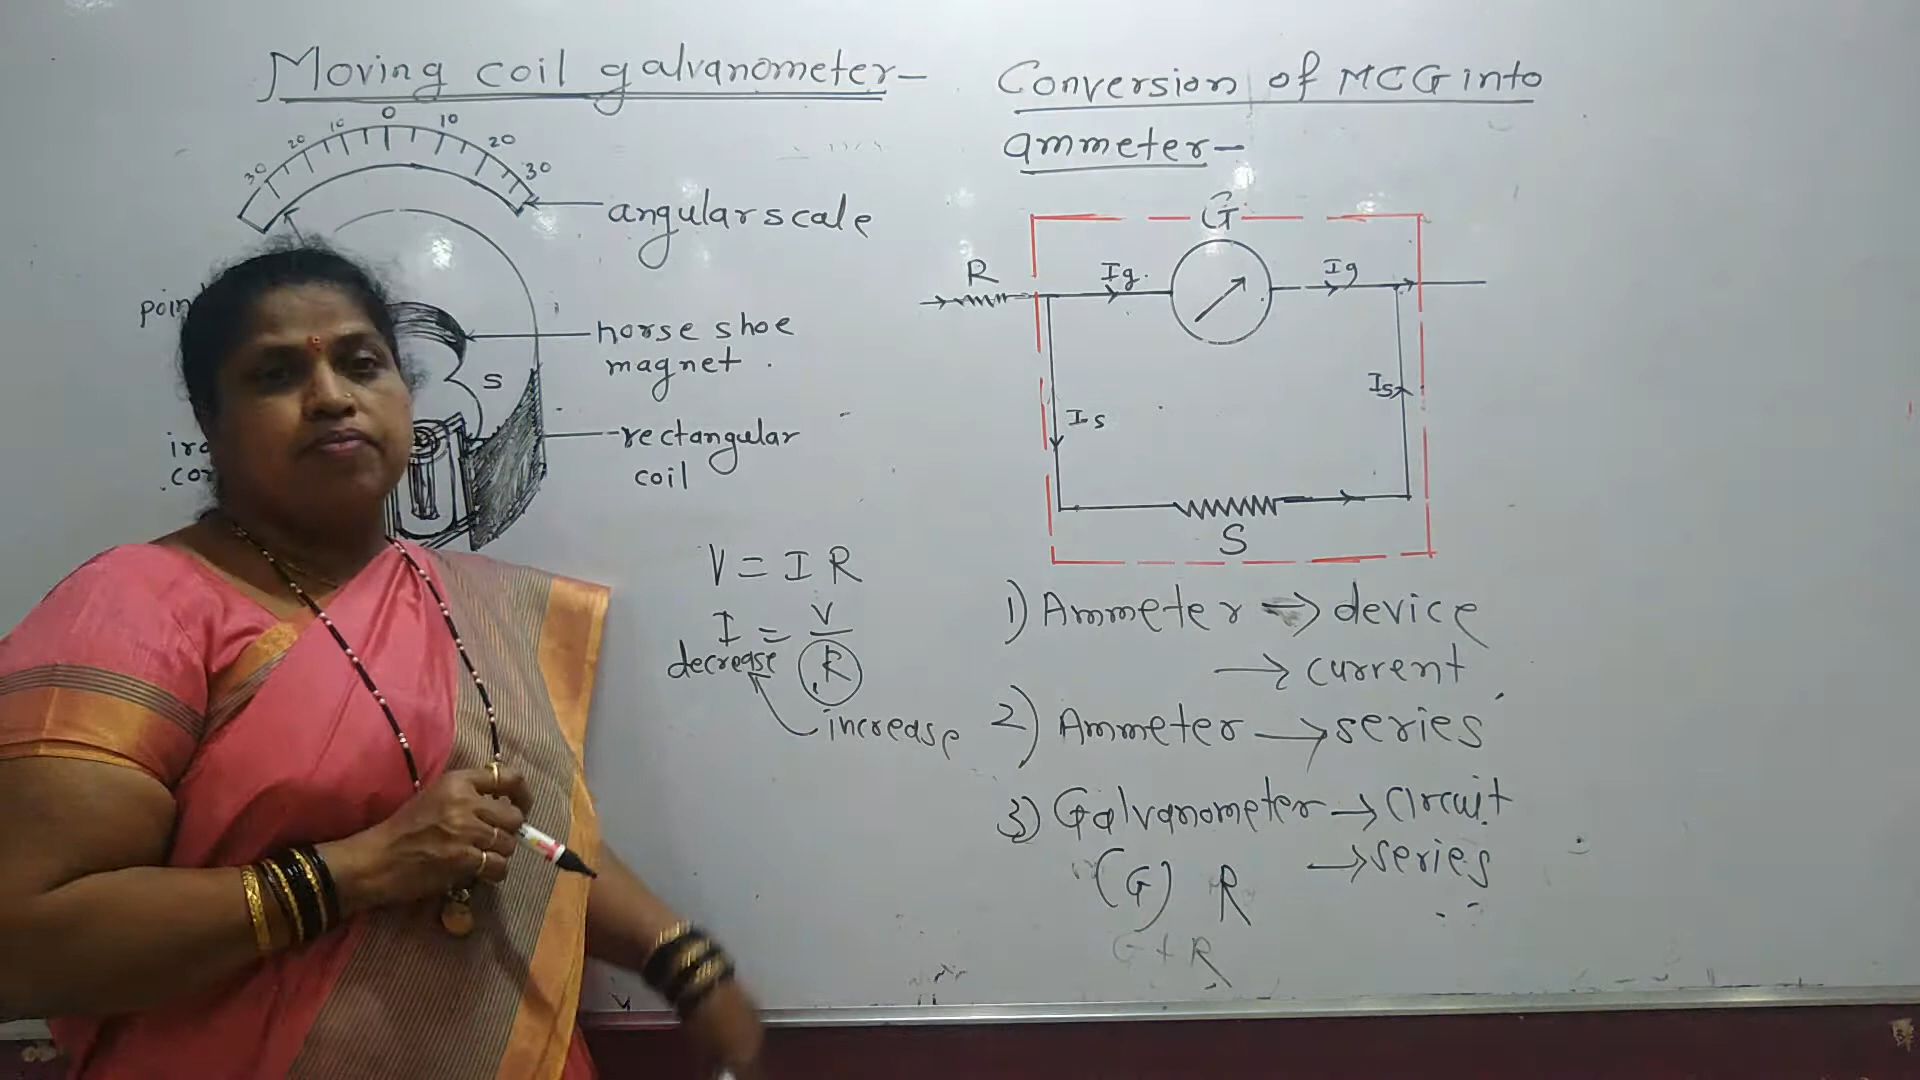 Moving coil galvanometer-
30 20 10 0 10 20 30
angular scale
horse shoe
magnet.
S
rectangular
coil
V = I R
I = V
R
decrease
increase
Conversion of MCG into
ammeter-
G
R
Ig.
Ig
Is
Is
S
1) Ammeter → device
→ current
2) Ammeter → series
3) Galvanometer → circuit
→ series
(G) R
G + R